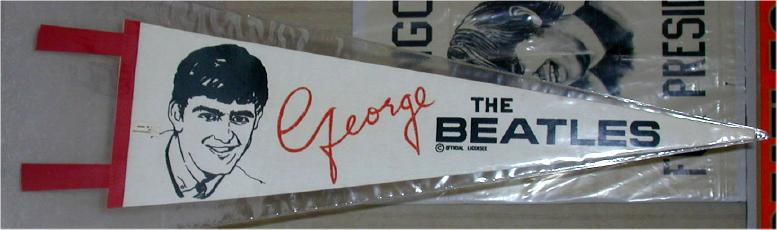 George
THE
BEATLES
© OFFICIAL LICENSEE
GO
PRESI